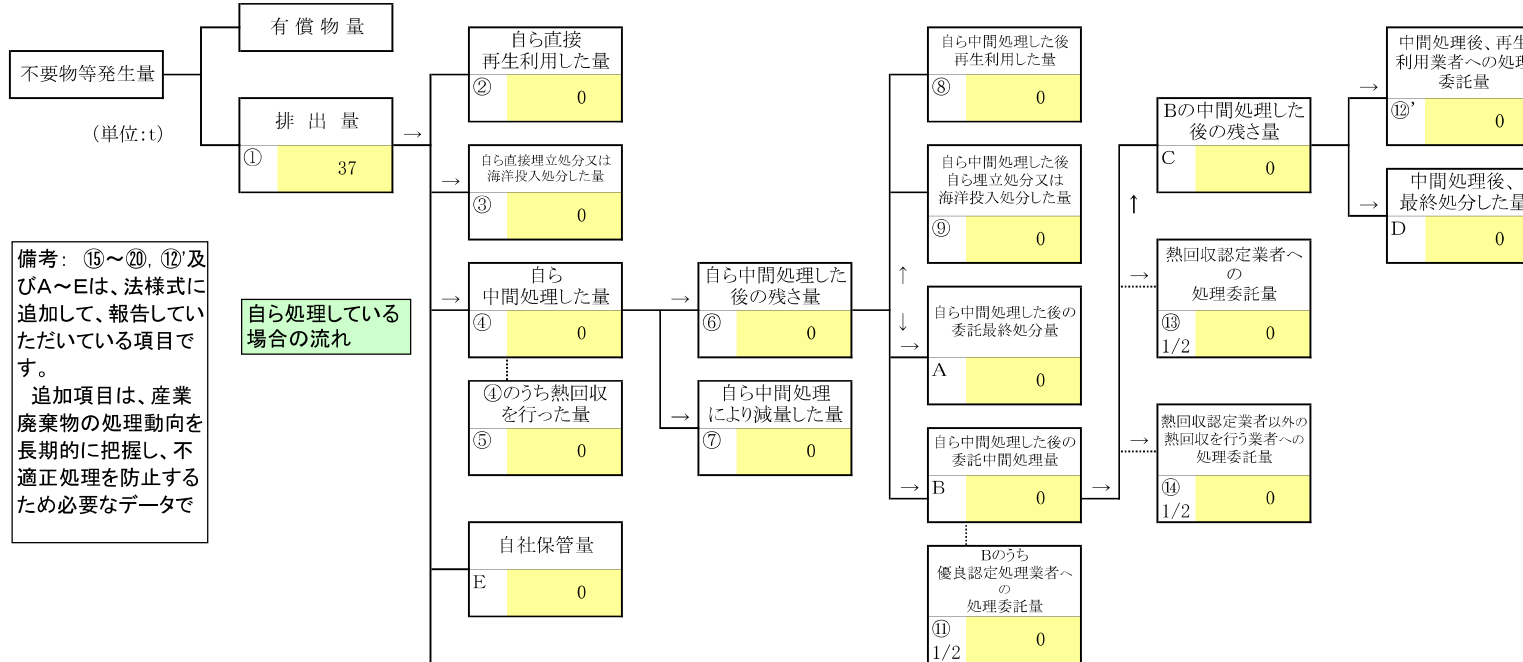 有 償 物 量
不要物等発生量
(単位:t)
排 出 量
①
37
→
自ら直接
再生利用した量
②
0
→
自ら直接埋立処分又は
海洋投入処分した量
③
0
→
自ら
中間処理した量
④
0
④のうち熱回収
を行った量
⑤
0
自社保管量
E
0
備考: ⑮～⑳, ⑫'及
びA～Eは、法様式に
追加して、報告してい
ただいている項目で
す。
追加項目は、産業
廃棄物の処理動向を
長期的に把握し、不
適正処理を防止する
ため必要なデータで
自ら処理している
場合の流れ
→
自ら中間処理した
後の残さ量
⑥
0
→
自ら中間処理
により減量した量
⑦
0
自ら中間処理した後
再生利用した量
⑧
0
自ら中間処理した後
自ら埋立処分又は
海洋投入処分した量
⑨
0
↑
↓
→
自ら中間処理した後の
委託最終処分量
A
0
→
自ら中間処理した後の
委託中間処理量
B
0
Bのうち
優良認定処理業者へ
の
処理委託量
⑪
1/2
0
→
↑
Bの中間処理した
後の残さ量
C
0
→
熱回収認定業者へ
の
処理委託量
⑬
1/2
0
→
熱回収認定業者以外の
熱回収を行う業者への
処理委託量
⑭
1/2
0
→
中間処理後、再生
利用業者への処理
委託量
⑫'
0
→
中間処理後、
最終処分した量
D
0